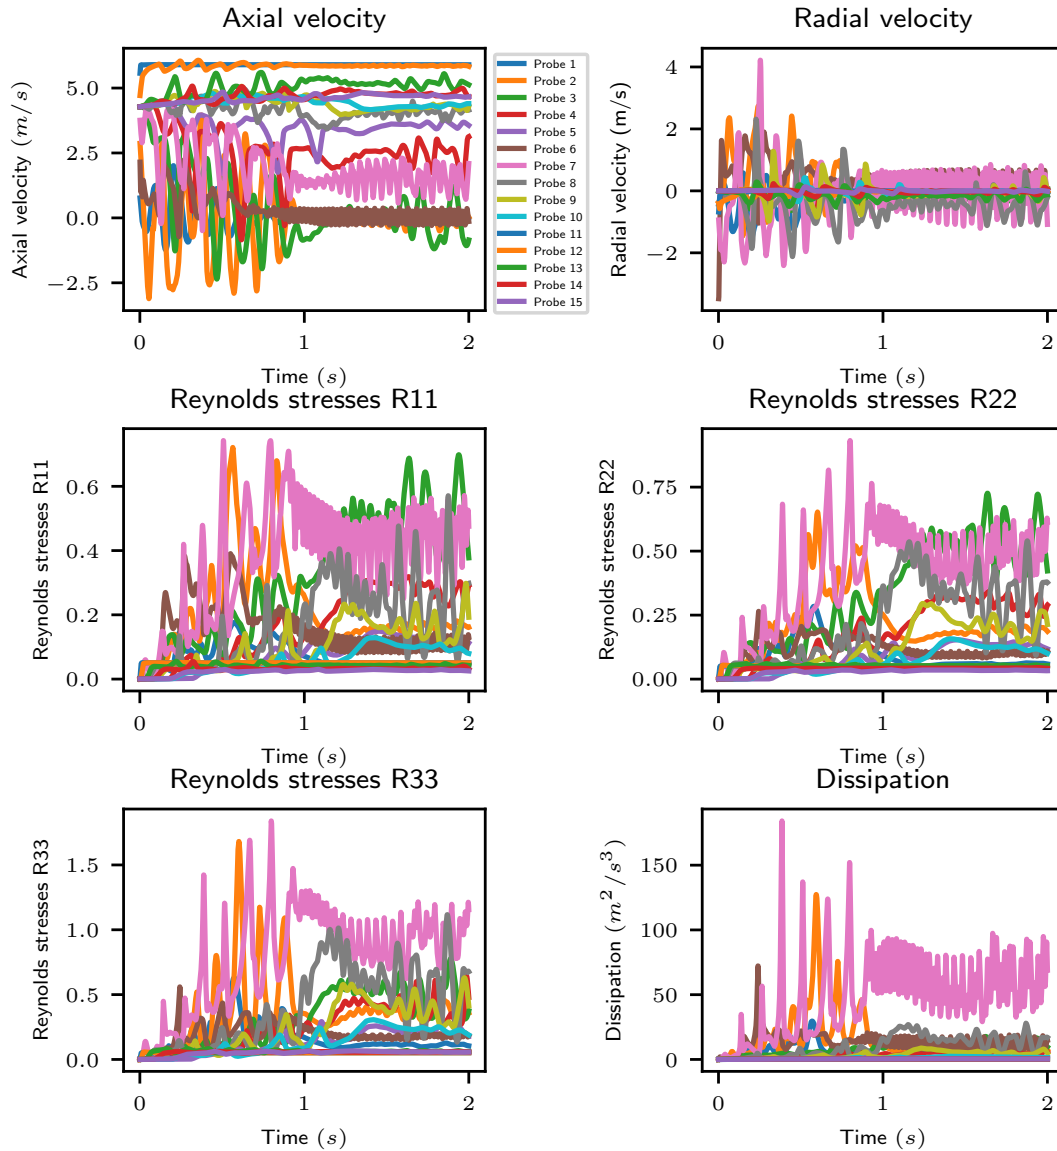 Axial velocity
Axial velocity (m/s)
5.0
2.5
0.0
−2.5
0
1
2
Time (s)
Probe 1
Probe 2
Probe 3
Probe 4
Probe 5
Probe 6
Probe 7
Probe 8
Probe 9
Probe 10
Probe 11
Probe 12
Probe 13
Probe 14
Probe 15
Radial velocity
Radial velocity (m/s)
4
2
0
−2
0
1
2
Time (s)
Reynolds stresses R11
Reynolds stresses R11
0.6
0.4
0.2
0.0
0
1
2
Time (s)
Reynolds stresses R22
Reynolds stresses R22
0.75
0.50
0.25
0.00
0
1
2
Time (s)
Reynolds stresses R33
Reynolds stresses R33
1.5
1.0
0.5
0.0
0
1
2
Time (s)
Dissipation
Dissipation (m²/s³)
150
100
50
0
0
1
2
Time (s)